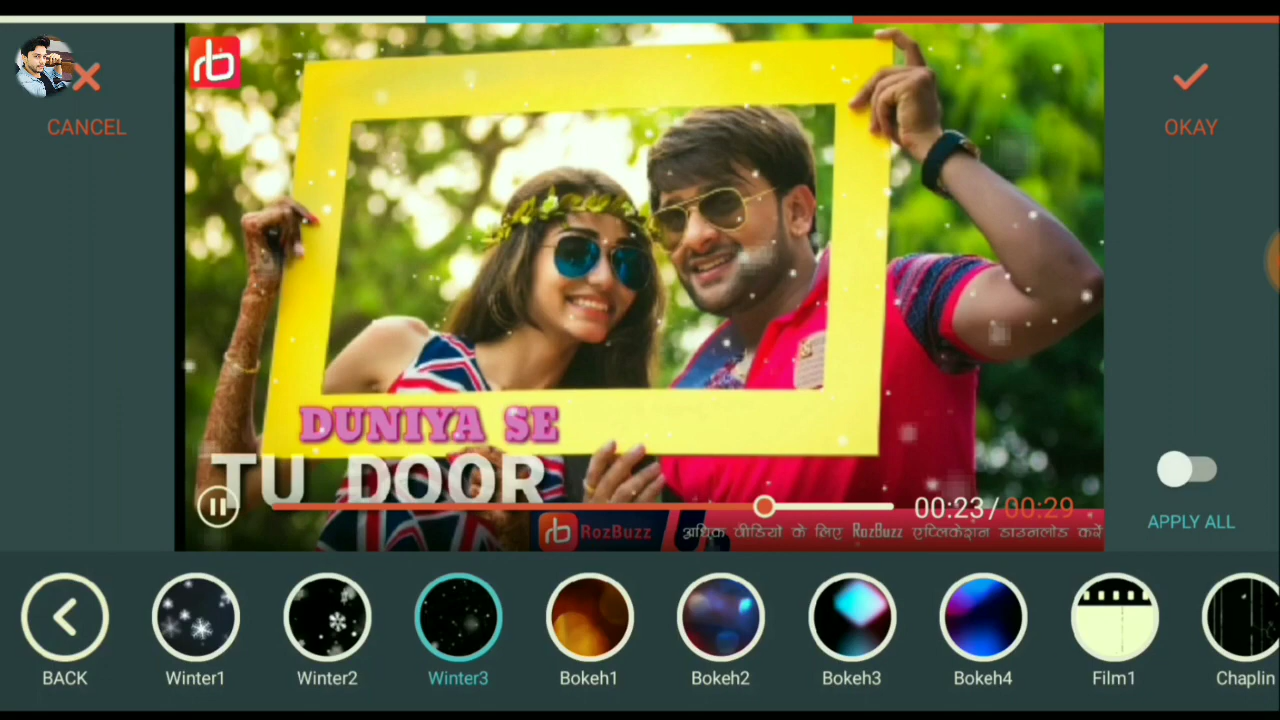 rb
CANCEL
OKAY
DUNIYA SE
TU DOOR
00:23/00:29
APPLY ALL
rb RozBuzz
अधिक वीडियो के लिए RozBuzz एप्लिकेशन डाउनलोड करें
BACK
Winter1
Winter2
Winter3
Bokeh1
Bokeh2
Bokeh3
Bokeh4
Film1
Chaplin